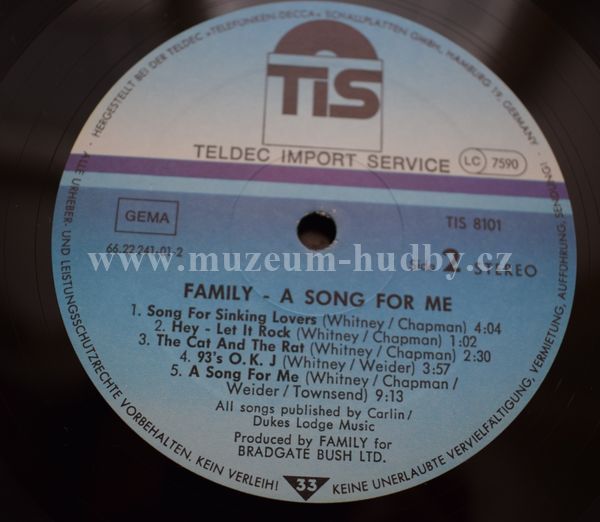 HERGESTELLT BEI DER TELDEC »TELEFUNKEN-DECCA« SCHALLPLATTEN GMBH, HAMBURG 19, GERMANY ·
TIS
TELDEC IMPORT SERVICE LC 7590
GEMA
TIS 8101
66.22 241-01-2
Side 2 STEREO
www.muzeum-hudby.cz
FAMILY - A SONG FOR ME
1. Song For Sinking Lovers (Whitney / Chapman) 4:04
2. Hey - Let It Rock (Whitney / Chapman) 1:02
3. The Cat And The Rat (Whitney / Chapman) 2:30
4. 93's O. K. J (Whitney / Weider) 3:57
5. A Song For Me (Whitney / Chapman /
Weider / Townsend) 9:13
All songs published by Carlin /
Dukes Lodge Music
Produced by FAMILY for
BRADGATE BUSH LTD.
33
ALLE URHEBER- UND LEISTUNGSSCHUTZRECHTE VORBEHALTEN. KEIN VERLEIH!
KEINE UNERLAUBTE VERVIELFÄLTIGUNG, VERMIETUNG, AUFFÜHRUNG,